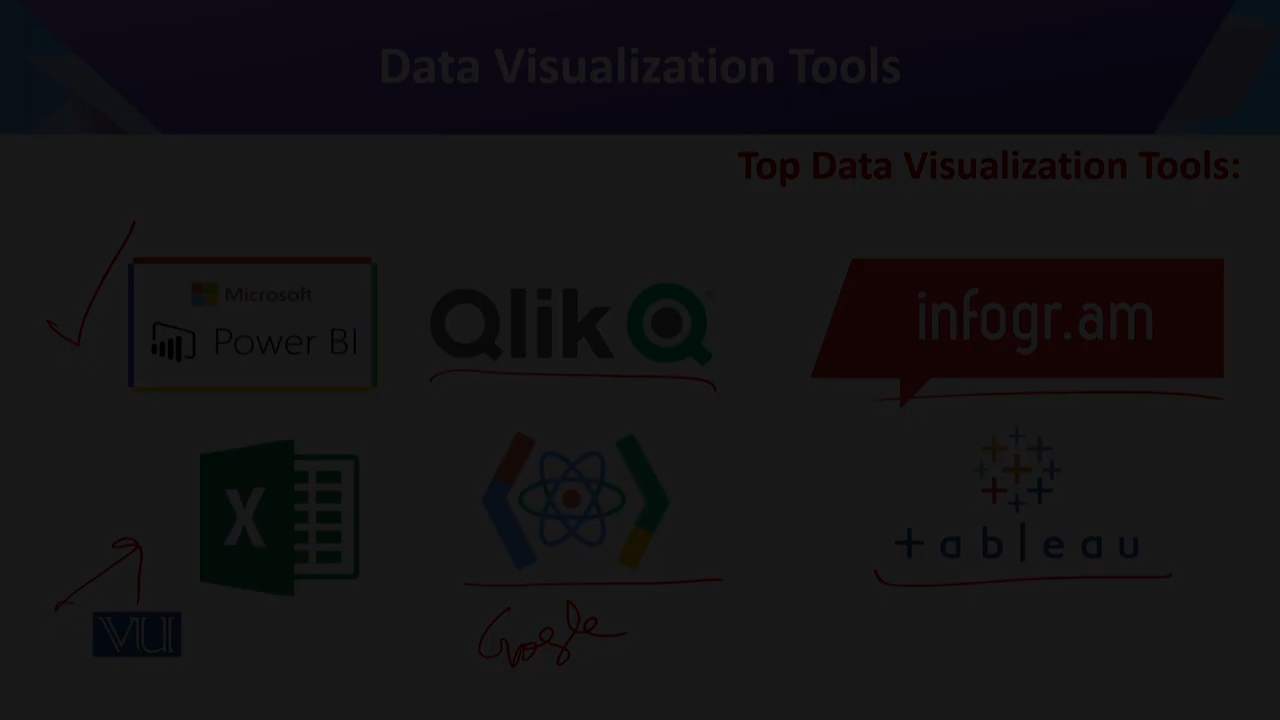 Data Visualization Tools
Top Data Visualization Tools:
Microsoft
Power BI
Qlik Q
infogr.am
X
tableau
VU
Google